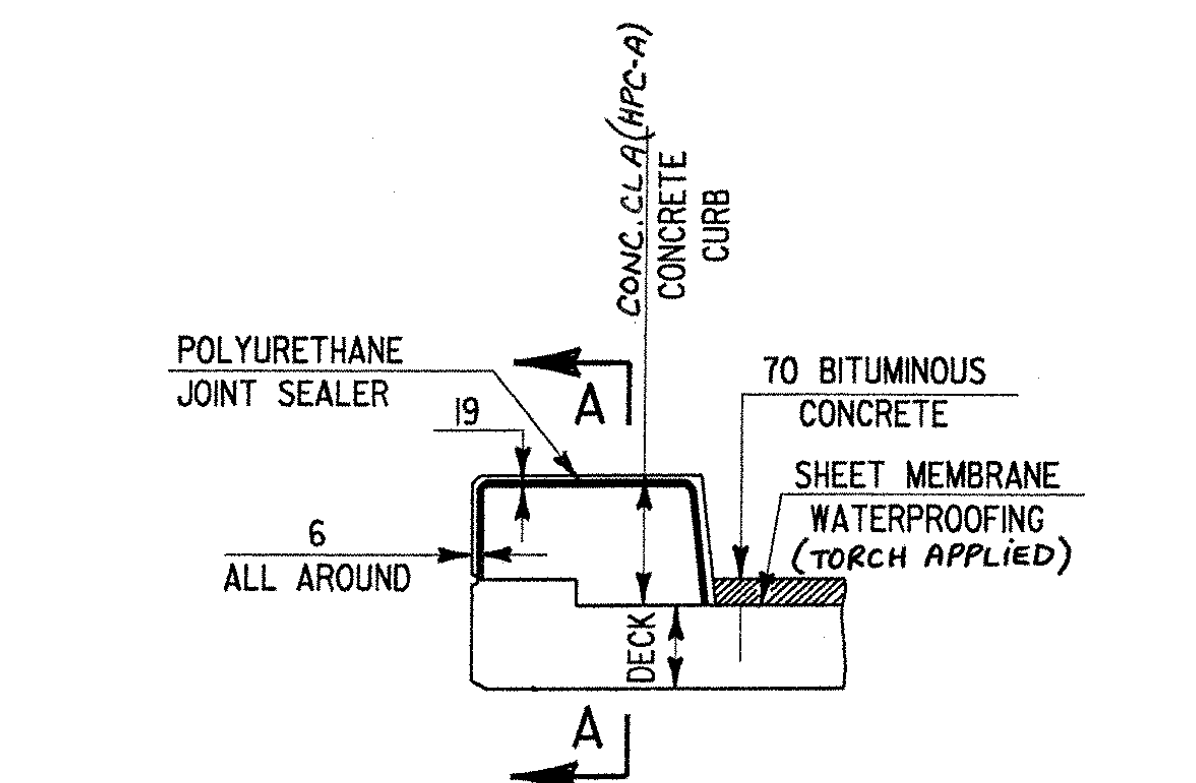 CONC. CLA (HPC-A)
CONCRETE
CURB
POLYURETHANE
JOINT SEALER
19
A
70 BITUMINOUS
CONCRETE
SHEET MEMBRANE
WATERPROOFING
(TORCH APPLIED)
6
ALL AROUND
DECK
A